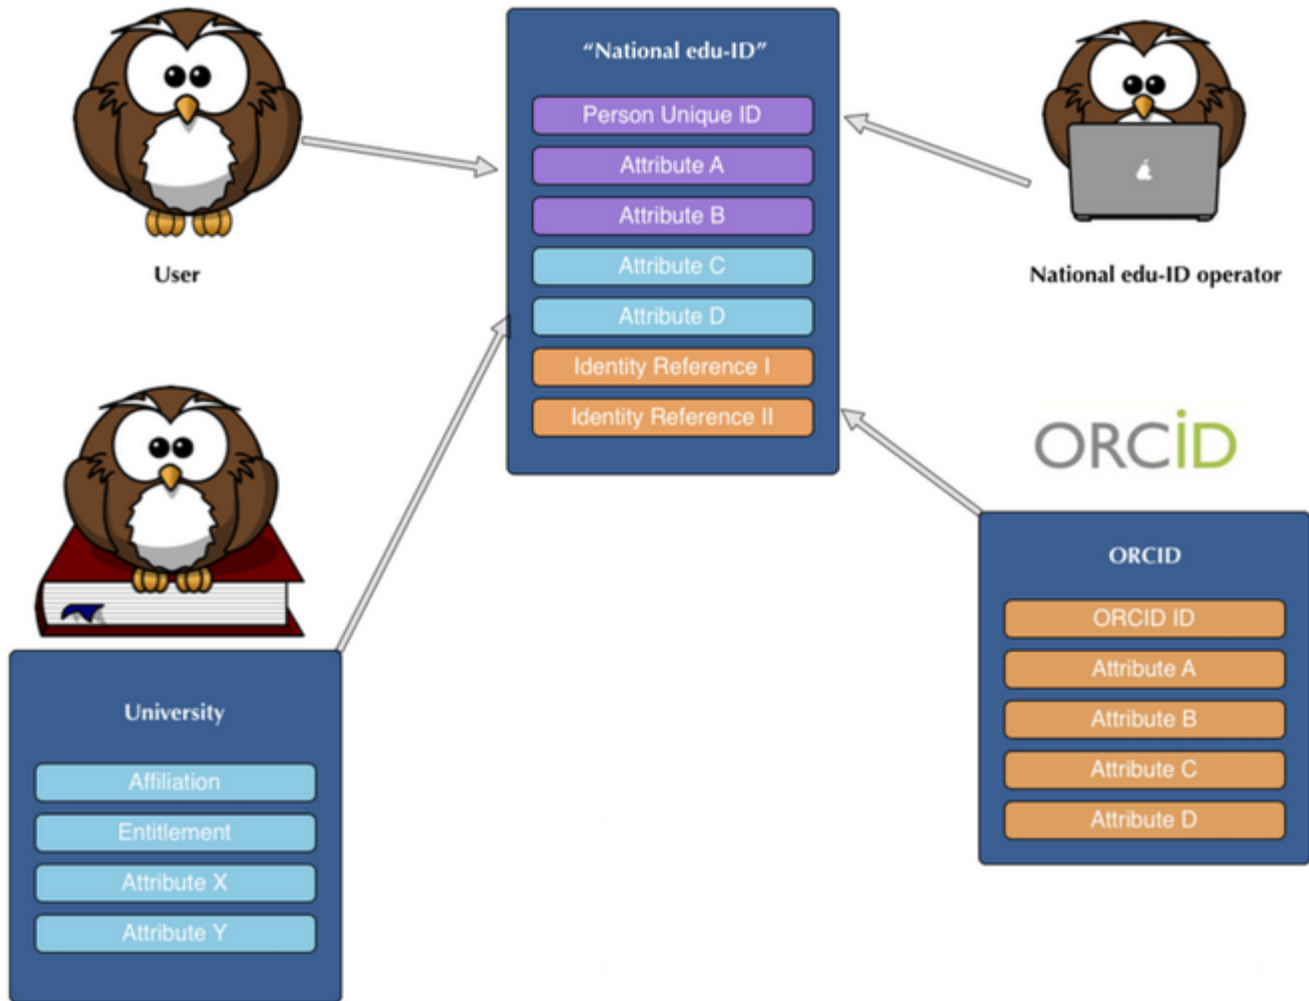 “National edu-ID”
Person Unique ID
Attribute A
Attribute B
Attribute C
Attribute D
Identity Reference I
Identity Reference II
User
National edu-ID operator
ORCiD
ORCID
ORCID ID
Attribute A
Attribute B
Attribute C
Attribute D
University
Affiliation
Entitlement
Attribute X
Attribute Y